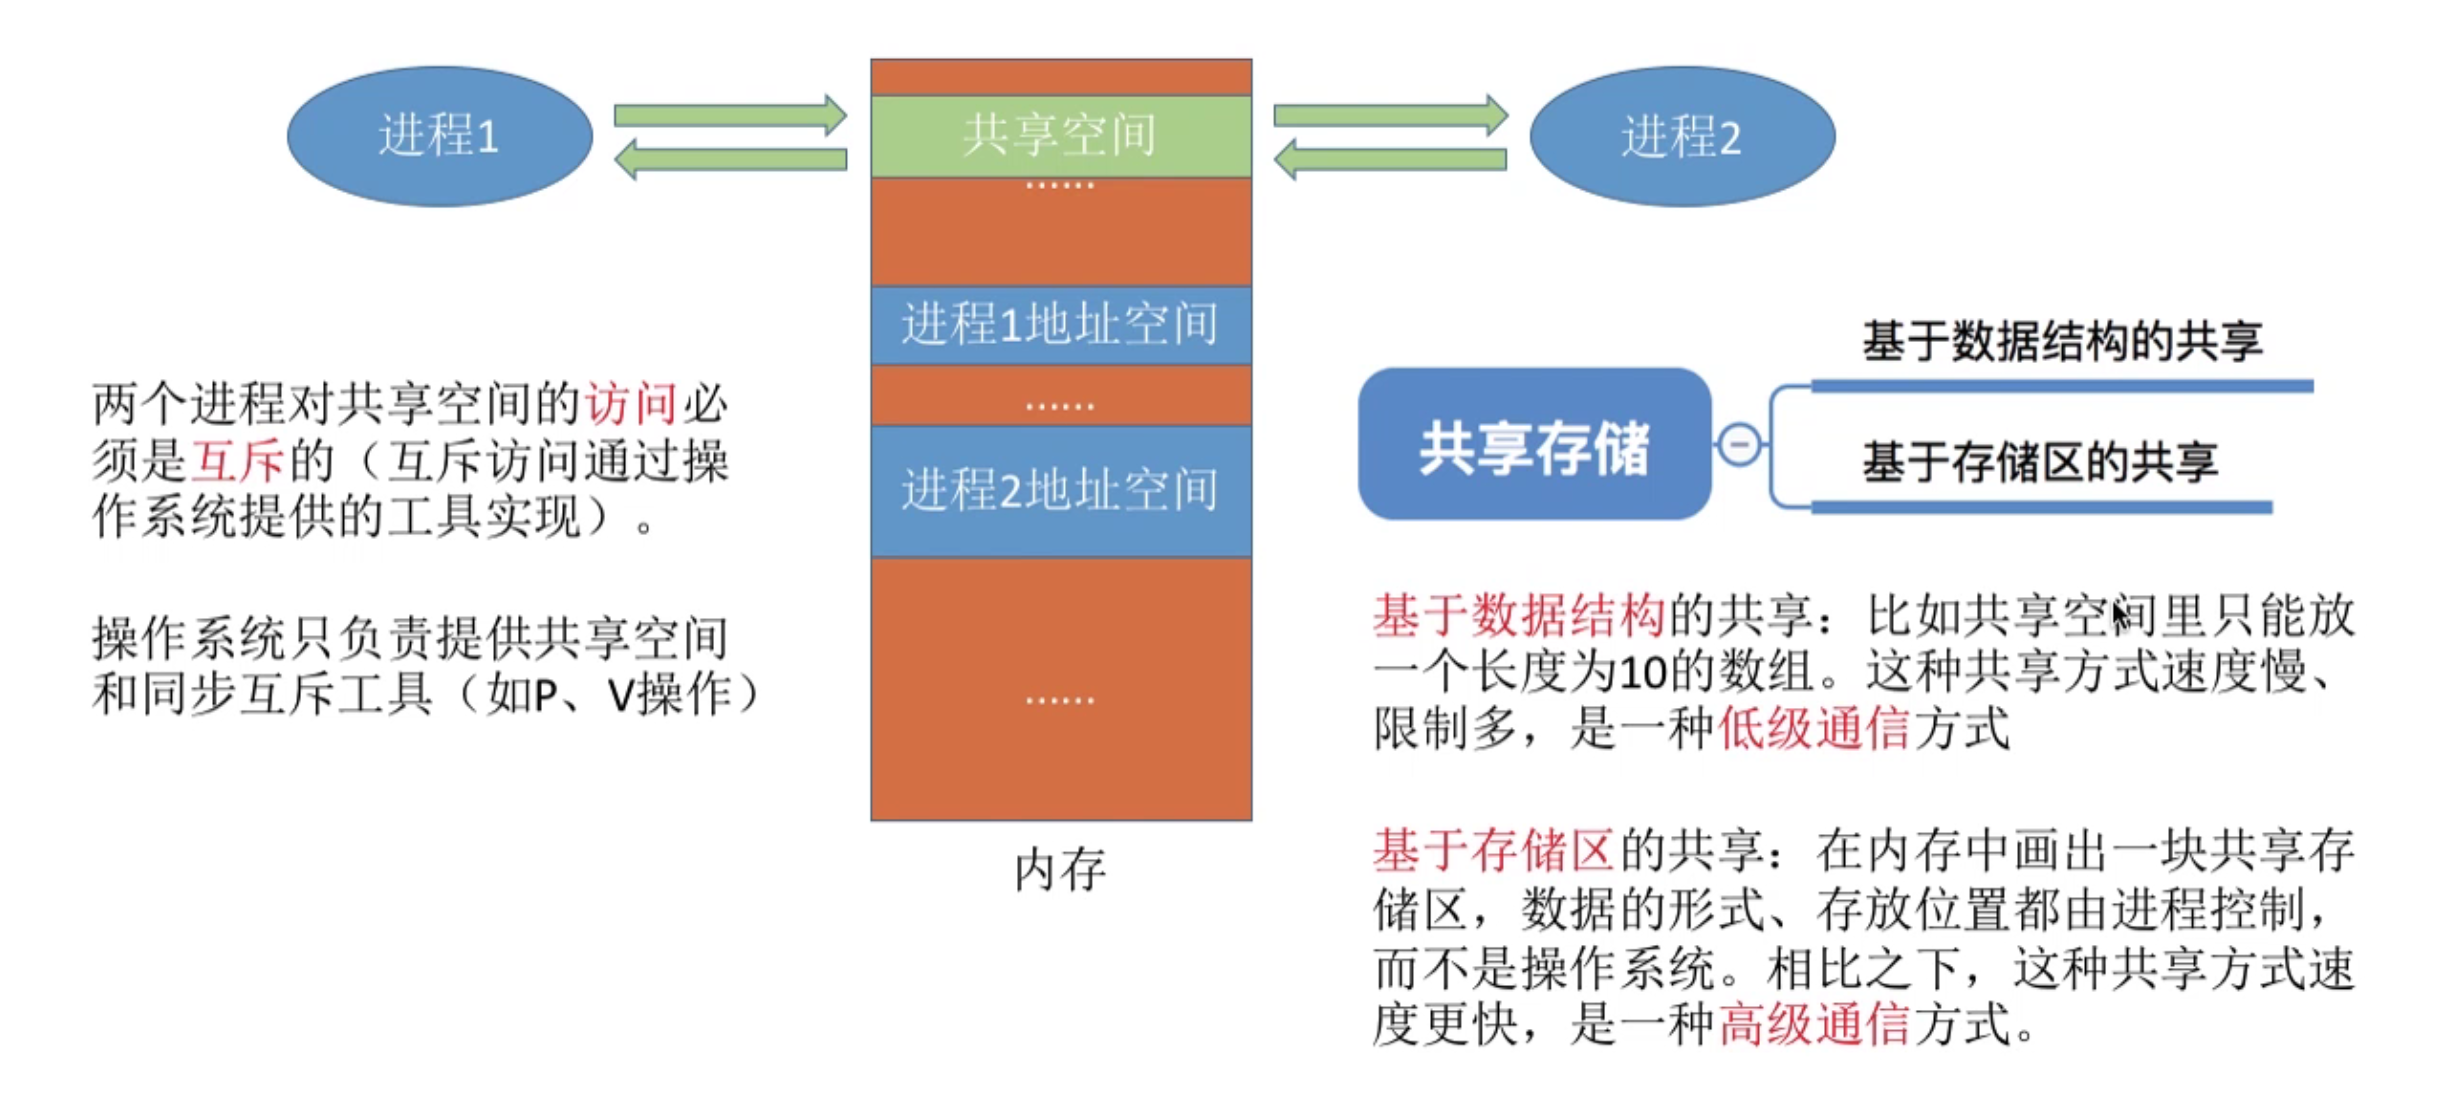 进程1
共享空间
进程2
......
进程1地址空间
......
进程2地址空间
......
内存
两个进程对共享空间的访问必
须是互斥的（互斥访问通过操
作系统提供的工具实现）。
操作系统只负责提供共享空间
和同步互斥工具（如P、V操作）
共享存储
基于数据结构的共享
基于存储区的共享
基于数据结构的共享：比如共享空间里只能放
一个长度为10的数组。这种共享方式速度慢、
限制多，是一种低级通信方式
基于存储区的共享：在内存中画出一块共享存
储区，数据的形式、存放位置都由进程控制，
而不是操作系统。相比之下，这种共享方式速
度更快，是一种高级通信方式。